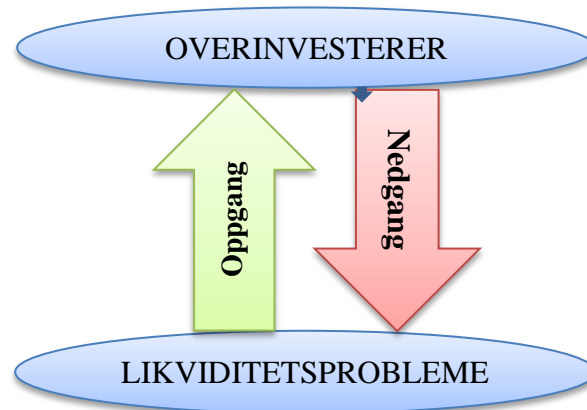 OVERINVESTERER
Oppgang
Nedgang
LIKVIDITETSPROBLEME